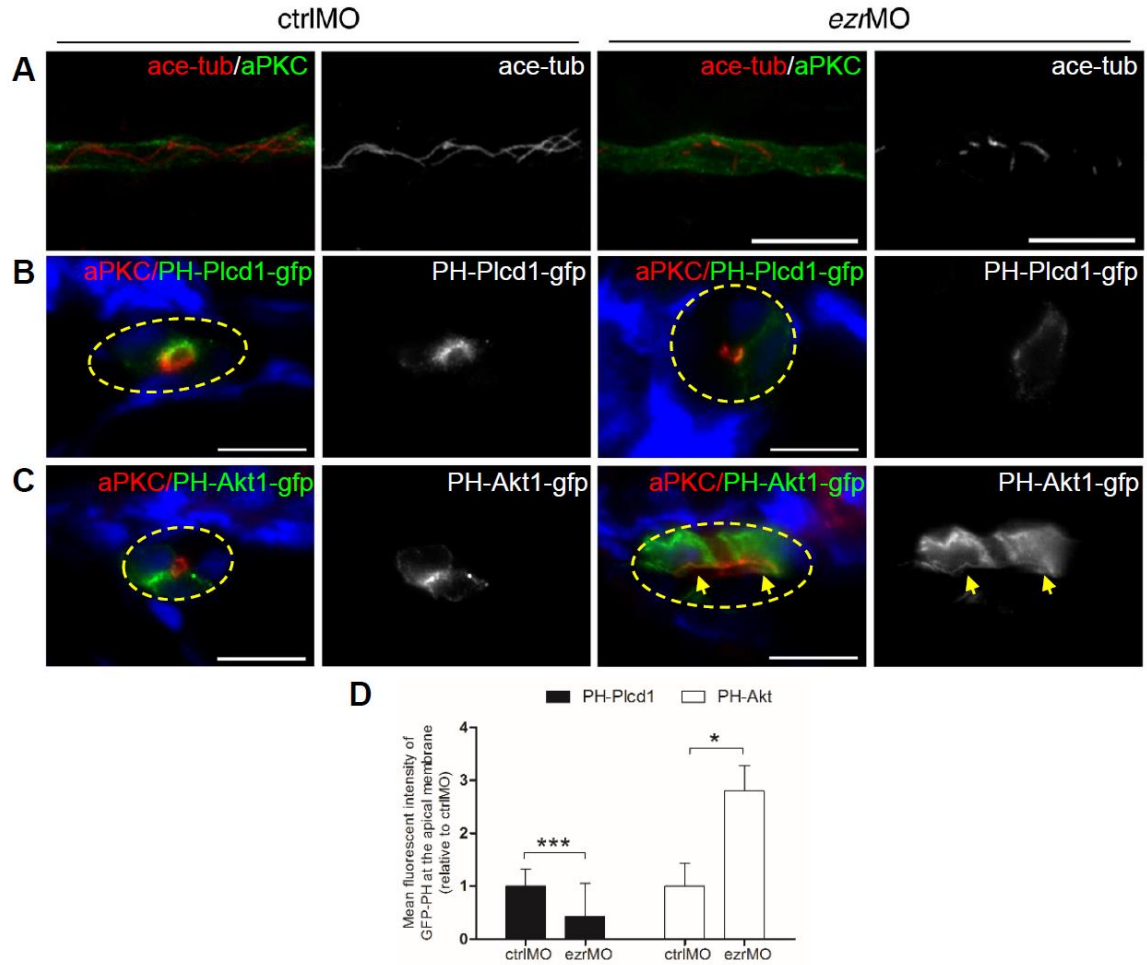 ctrlMO ezrMO
A
ace-tub/aPKC ace-tub ace-tub/aPKC ace-tub
B
aPKC/PH-Plcd1-gfp PH-Plcd1-gfp aPKC/PH-Plcd1-gfp PH-Plcd1-gfp
C
aPKC/PH-Akt1-gfp PH-Akt1-gfp aPKC/PH-Akt1-gfp PH-Akt1-gfp
D
PH-Plcd1 PH-Akt
Mean fluorescent intensity of
GFP-PH at the apical membrane
(relative to ctrlMO)
4
3
2
1
0
*** *
ctrlMO ezrMO ctrlMO ezrMO